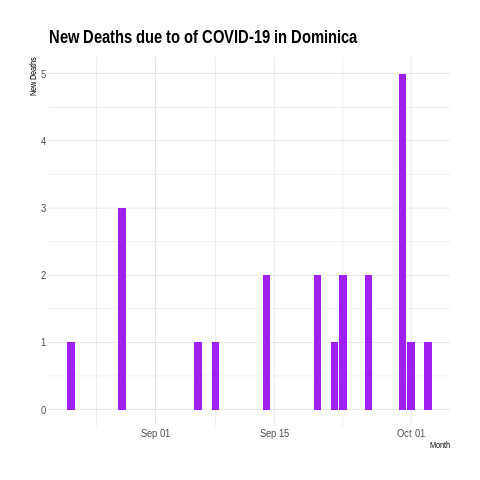 New Deaths due to of COVID-19 in Dominica
New Deaths
5
4
3
2
1
0
Sep 01
Sep 15
Oct 01
Month